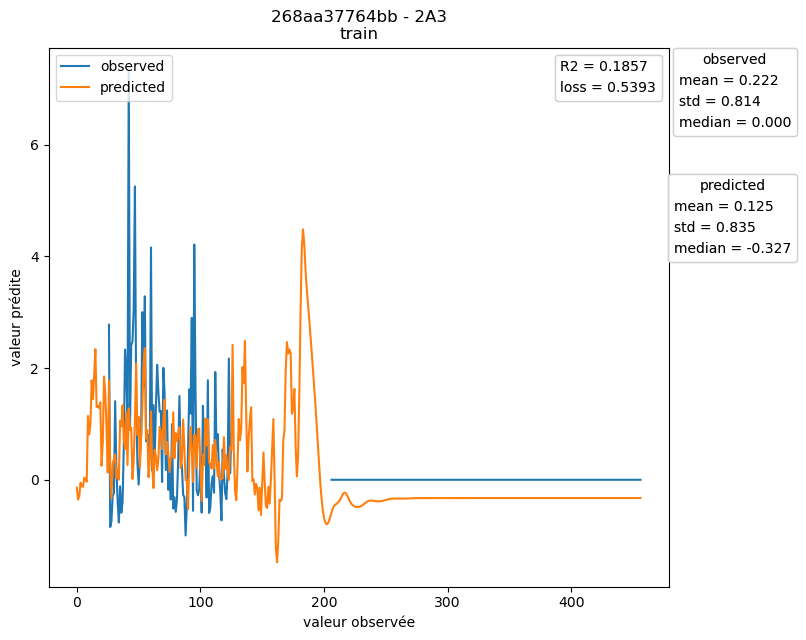 268aa37764bb - 2A3
train
observed
predicted
R2 = 0.1857
loss = 0.5393
observed
mean = 0.222
std = 0.814
median = 0.000
predicted
mean = 0.125
std = 0.835
median = -0.327
6
4
2
0
valeur prédite
0 100 200 300 400
valeur observée